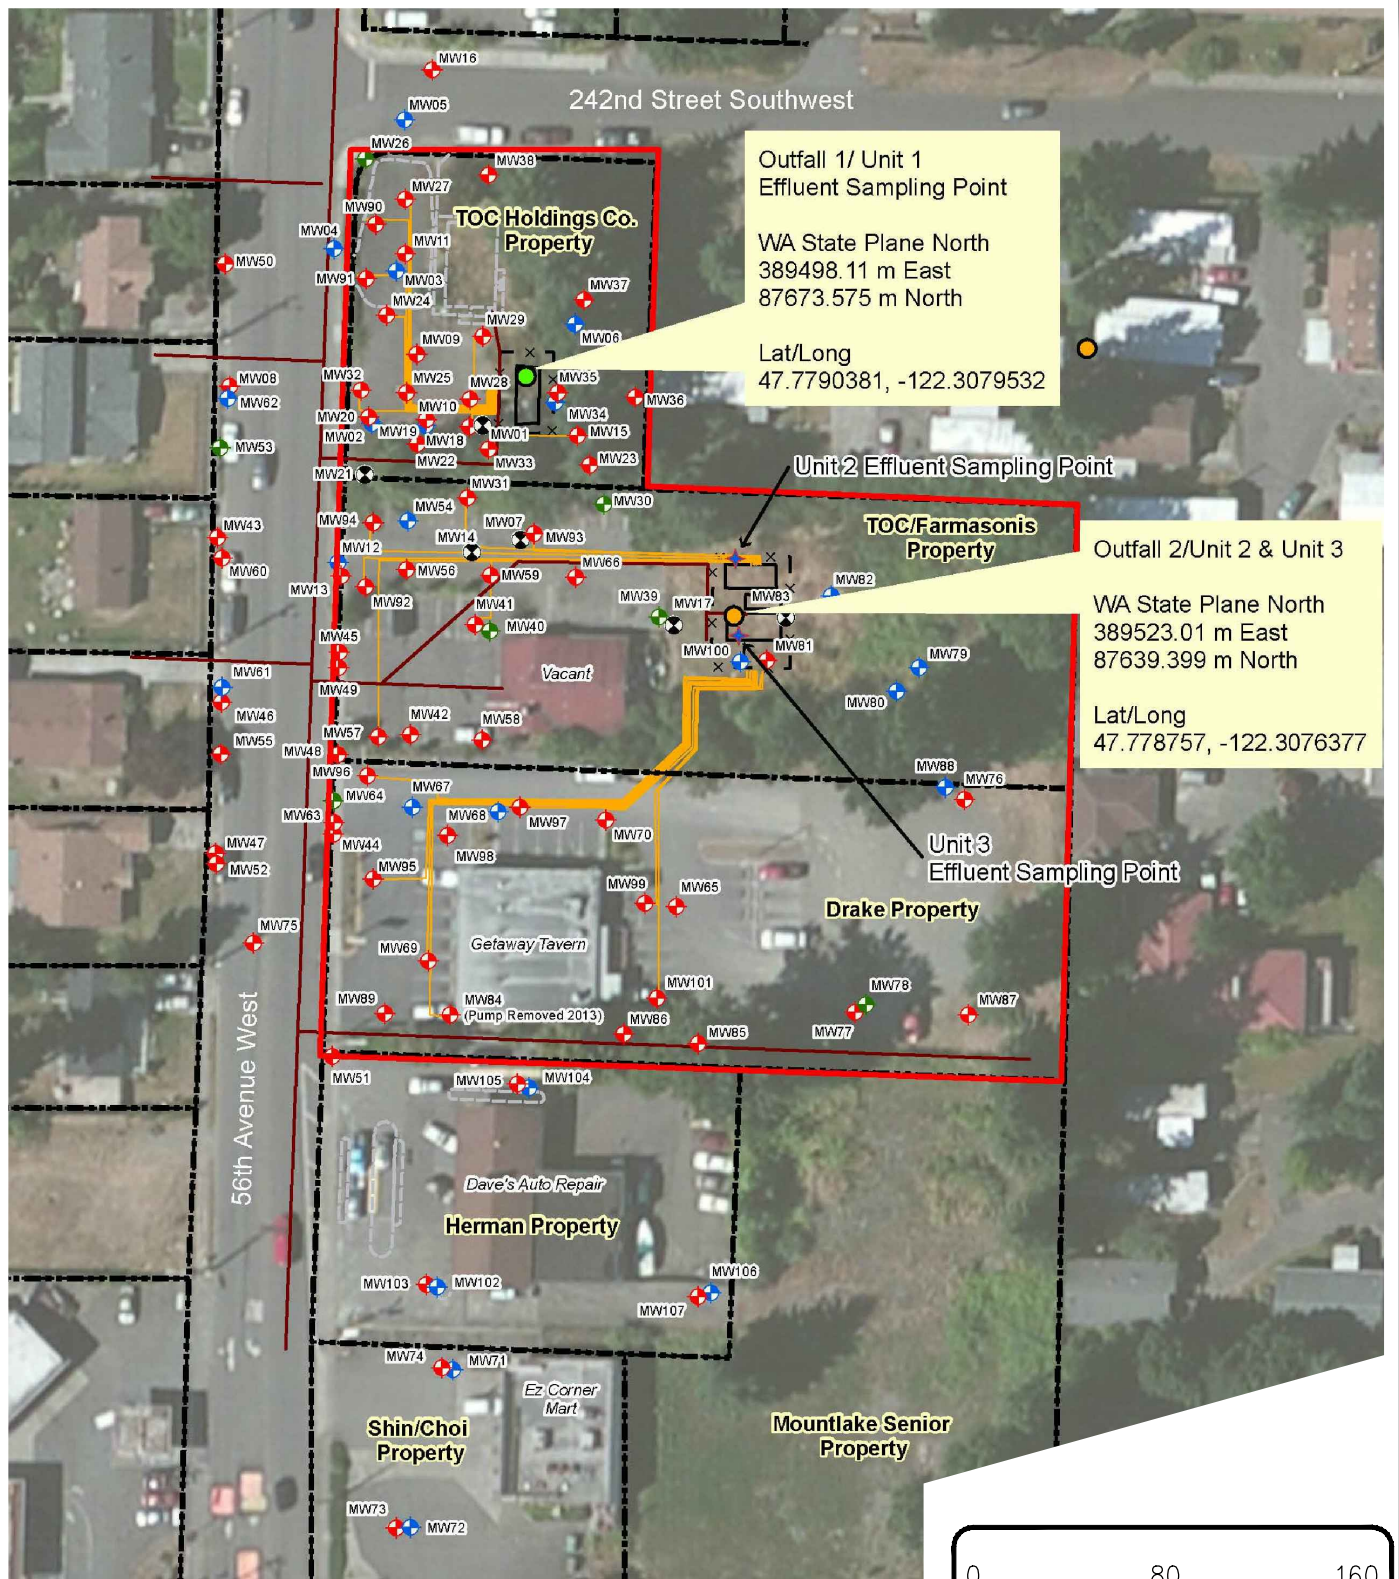 MW16
MW05
242nd Street Southwest
MW26
MW38
MW27
MW90
TOC Holdings Co.
Property
MW04
MW11
MW50
MW91
MW03
MW37
MW24
MW29
MW06
MW09
Outfall 1/ Unit 1
Effluent Sampling Point
WA State Plane North
389498.11 m East
87673.575 m North
Lat/Long
47.7790381, -122.3079532
MW08
MW32
MW25
MW28
MW35
MW62
MW10
MW34
MW36
MW20
MW02
MW19
MW18
MW01
MW15
MW53
MW22
MW33
MW23
MW21
MW31
MW30
Unit 2 Effluent Sampling Point
MW54
MW07
MW94
MW14
MW93
TOC/Farmasonis
Property
MW43
MW12
MW60
MW56
MW59
MW66
MW13
MW92
MW41
MW39
MW17
MW83
MW82
MW40
Outfall 2/Unit 2 & Unit 3
WA State Plane North
389523.01 m East
87639.399 m North
Lat/Long
47.778757, -122.3076377
MW45
MW100
MW81
MW79
MW61
MW49
Vacant
MW80
MW46
MW57
MW42
MW58
MW55
MW48
MW96
MW67
MW88
MW76
MW64
MW68
MW97
MW70
MW63
MW44
MW98
Unit 3
Effluent Sampling Point
MW47
MW52
MW95
MW99
MW65
Drake Property
MW75
MW69
Getaway Tavern
MW89
MW84
(Pump Removed 2013)
MW101
MW78
MW87
MW77
MW86
MW85
56th Avenue West
MW51
MW105
MW104
Dave's Auto Repair
Herman Property
MW103
MW102
MW106
MW107
MW74
MW71
Ez Corner
Mart
Shin/Choi
Property
Mountlake Senior
Property
MW73
MW72
0 80 160